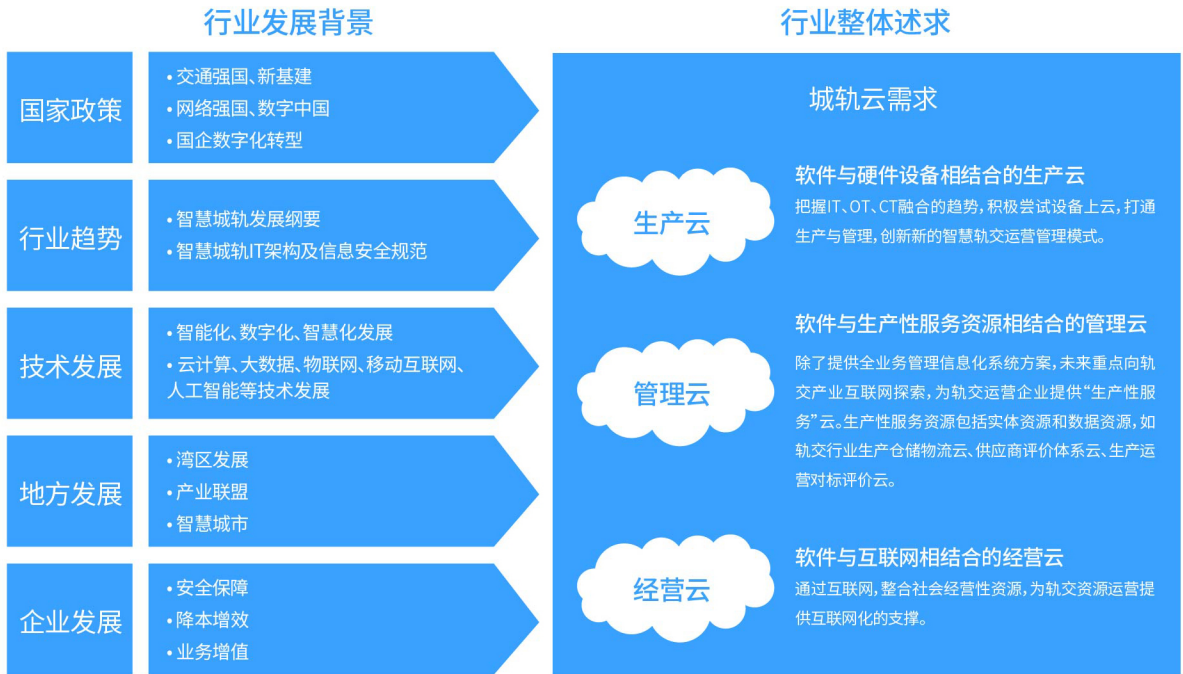 行业发展背景
国家政策
• 交通强国、新基建
• 网络强国、数字中国
• 国企数字化转型
行业趋势
• 智慧城轨发展纲要
• 智慧城轨IT架构及信息安全规范
技术发展
• 智能化、数字化、智慧化发展
• 云计算、大数据、物联网、移动互联网、
人工智能等技术发展
地方发展
• 湾区发展
• 产业联盟
• 智慧城市
企业发展
• 安全保障
• 降本增效
• 业务增值
行业整体述求
城轨云需求
生产云
软件与硬件设备相结合的生产云
把握IT、OT、CT融合的趋势,积极尝试设备上云,打通
生产与管理,创新新的智慧轨交运营管理模式。
管理云
软件与生产性服务资源相结合的管理云
除了提供全业务管理信息化系统方案,未来重点向轨
交产业互联网探索,为轨交运营企业提供“生产性服
务”云。生产性服务资源包括实体资源和数据资源,如
轨交行业生产仓储物流云、供应商评价体系云、生产运
营对标评价云。
经营云
软件与互联网相结合的经营云
通过互联网,整合社会经营性资源,为轨交资源运营提
供互联网化的支撑。